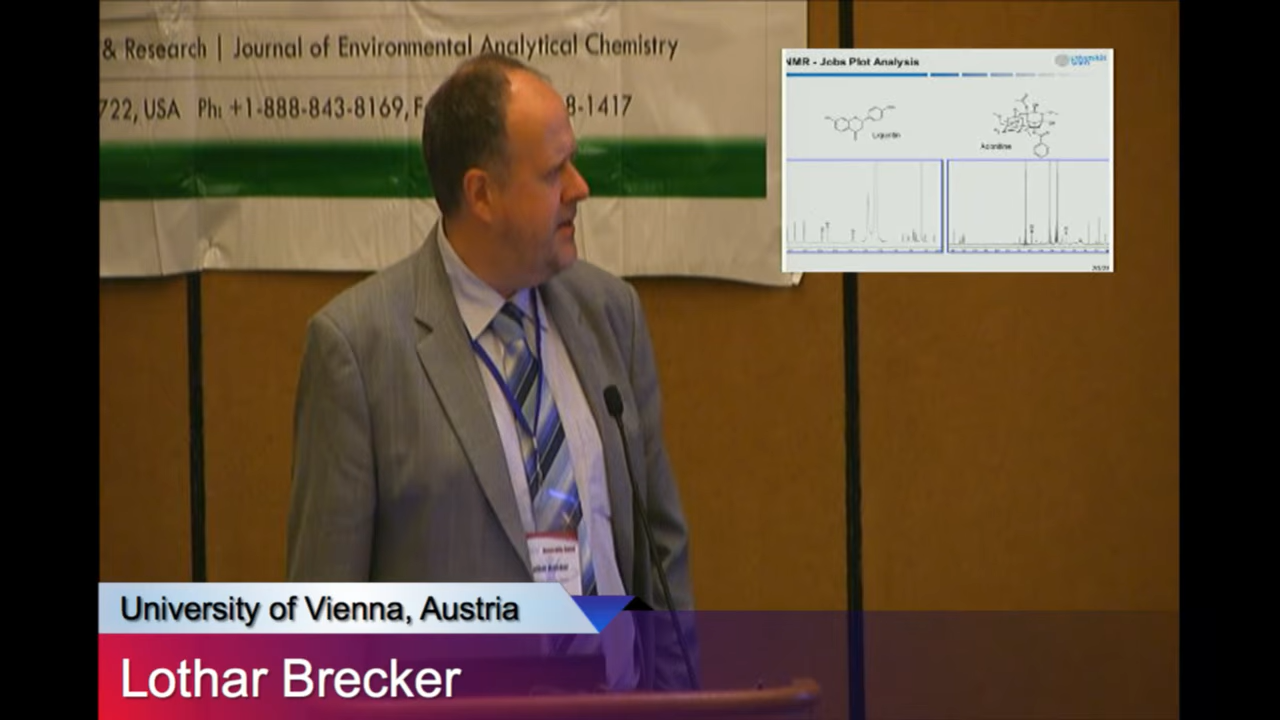 & Research | Journal of Environmental Analytical Chemistry
722, USA Ph: +1-888-843-8169, F 8-1417
NMR - Jobs Plot Analysis
Liquiritin
Aconitine
University of Vienna, Austria
Lothar Brecker